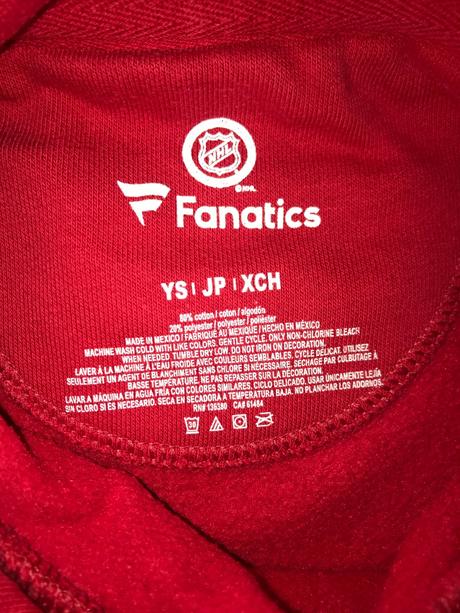 NHL
®NHL
Fanatics
YS | JP | XCH
80% cotton / coton / algodón
20% polyester / polyester / poliéster
MADE IN MEXICO / FABRIQUÉ AU MEXIQUE / HECHO EN MÉXICO
MACHINE WASH COLD WITH LIKE COLORS. GENTLE CYCLE. ONLY NON-CHLORINE BLEACH
WHEN NEEDED. TUMBLE DRY LOW. DO NOT IRON ON DECORATION.
LAVER À LA MACHINE À L'EAU FROIDE AVEC COULEURS SEMBLABLES. CYCLE DÉLICAT. UTILISEZ
SEULEMENT UN AGENT DE BLANCHIMENT SANS CHLORE SI NÉCESSAIRE. SÉCHAGE PAR CULBUTAGE À
BASSE TEMPÉRATURE. NE PAS REPASSER SUR LA DÉCORATION.
LAVAR A MÁQUINA EN AGUA FRÍA CON COLORES SIMILARES, CICLO DELICADO. USAR ÚNICAMENTE LEJÍA
SIN CLORO SI ES NECESARIO. SECA EN SECADORA A TEMPERATURA BAJA. NO PLANCHAR LOS ADORNOS.
RN# 136380 CA# 61484
30